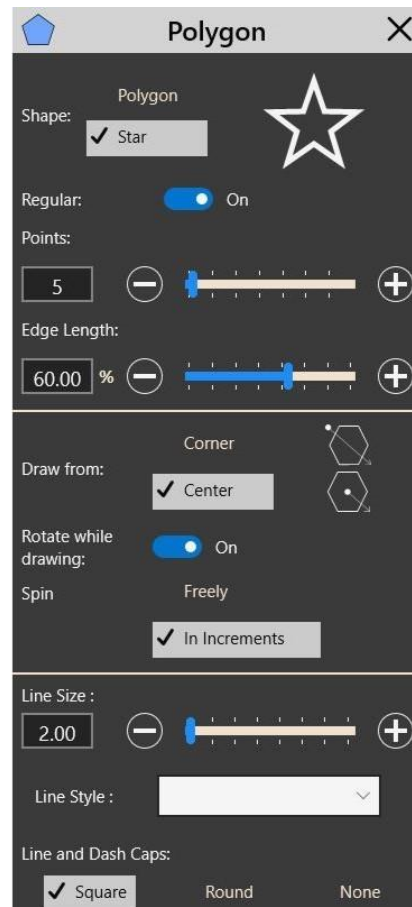 Polygon
Polygon
Shape:
Star
Regular:
On
Points:
5
Edge Length:
60.00 %
Corner
Draw from:
Center
Rotate while
drawing:
On
Spin
Freely
In Increments
Line Size :
2.00
Line Style :
Line and Dash Caps:
Square Round None